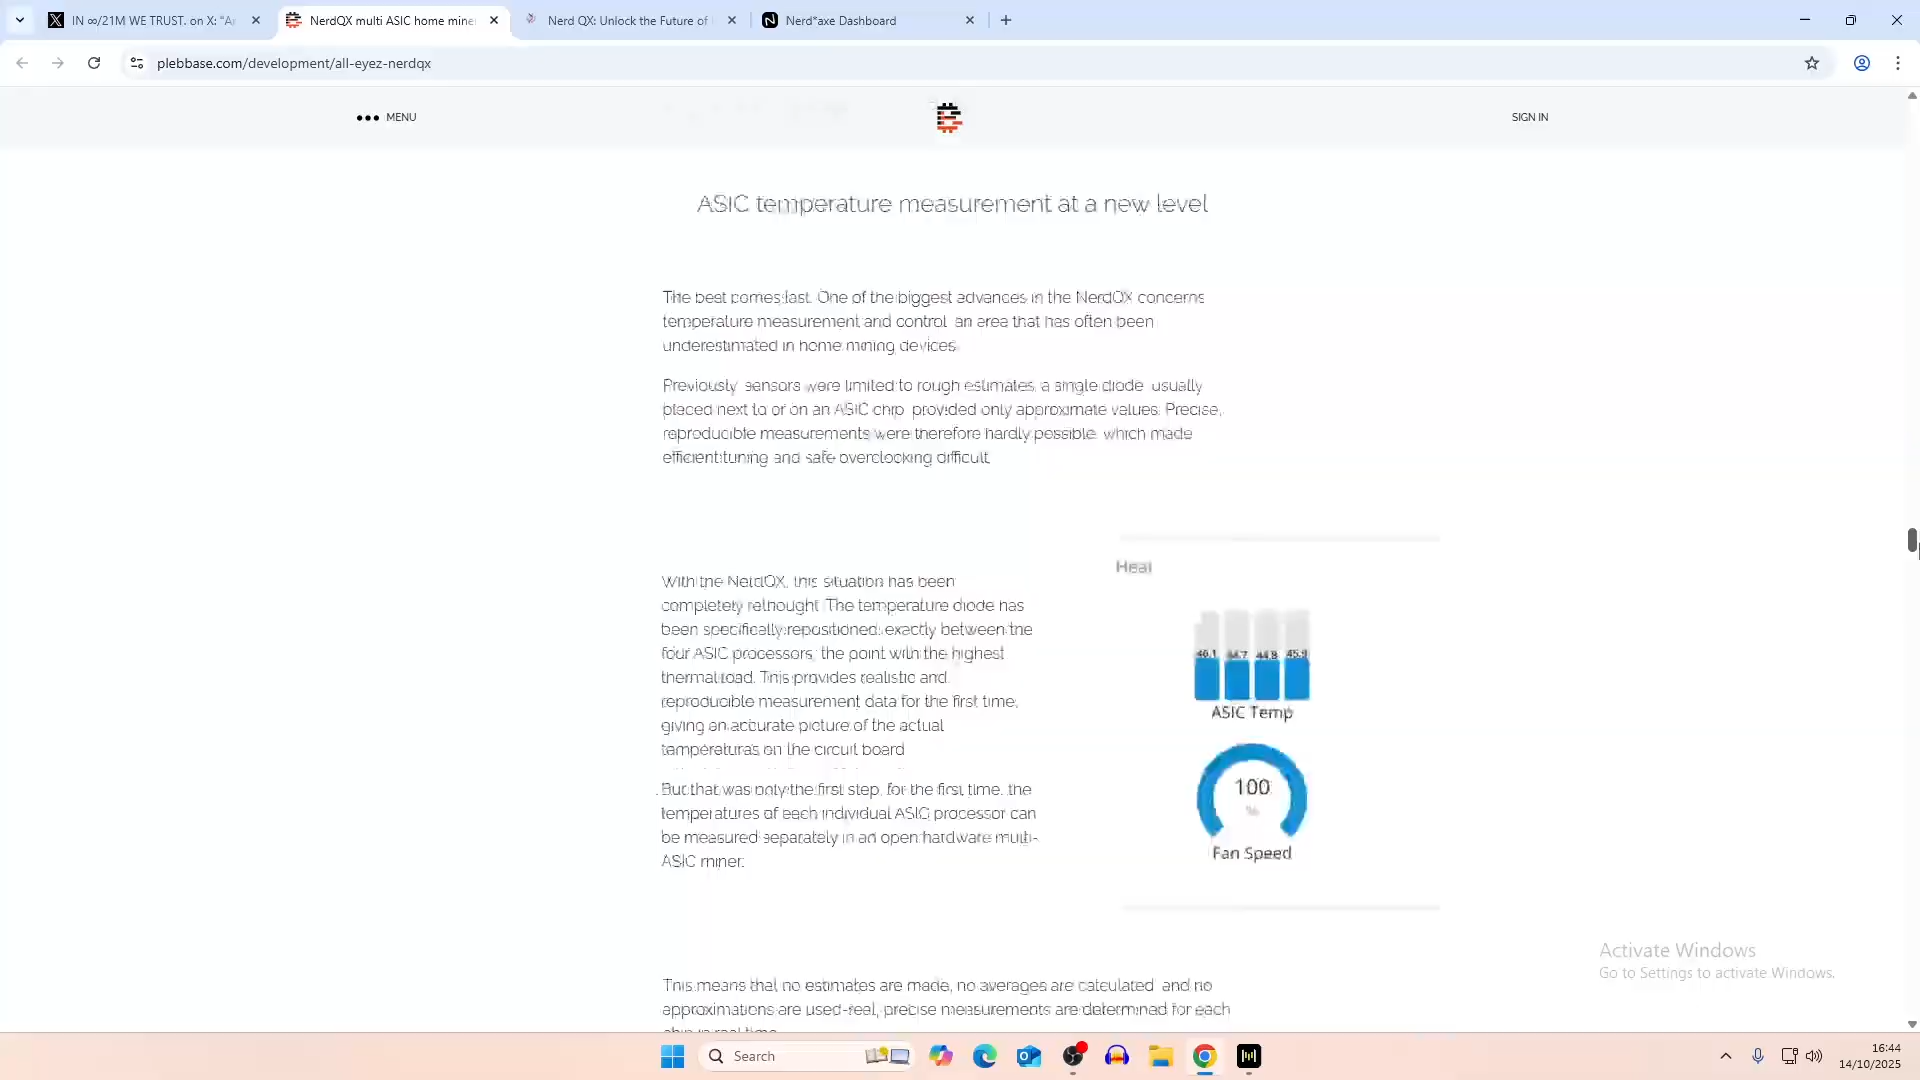 IN ∞/21M WE TRUST. on X: "Ar
NerdQX multi ASIC home mine
Nerd QX: Unlock the Future of
Nerd*axe Dashboard
plebbase.com/development/all-eyez-nerdqx
MENU
SIGN IN
ASIC temperature measurement at a new level
The best comes last. One of the biggest advances in the NerdQX concerns
temperature measurement and control, an area that has often been
underestimated in home mining devices.
Previously, sensors were limited to rough estimates, a single diode, usually
placed next to or on an ASIC chip, provided only approximate values. Precise,
reproducible measurements were therefore hardly possible, which made
efficient tuning and safe overclocking difficult.
With the NerdQX, this situation has been
completely rethought. The temperature diode has
been specifically repositioned: exactly between the
four ASIC processors, the point with the highest
thermal load. This provides realistic and
reproducible measurement data for the first time,
giving an accurate picture of the actual
temperatures on the circuit board.
But that was only the first step, for the first time, the
temperatures of each individual ASIC processor can
be measured separately in an open hardware multi-
ASIC miner.
Heat
46.1 44.8 45.9
ASIC Temp
100
%
Fan Speed
This means that no estimates are made, no averages are calculated, and no
approximations are used-real, precise measurements are determined for each
chip in real time.
Activate Windows
Go to Settings to activate Windows.
Search
16:44
14/10/2025